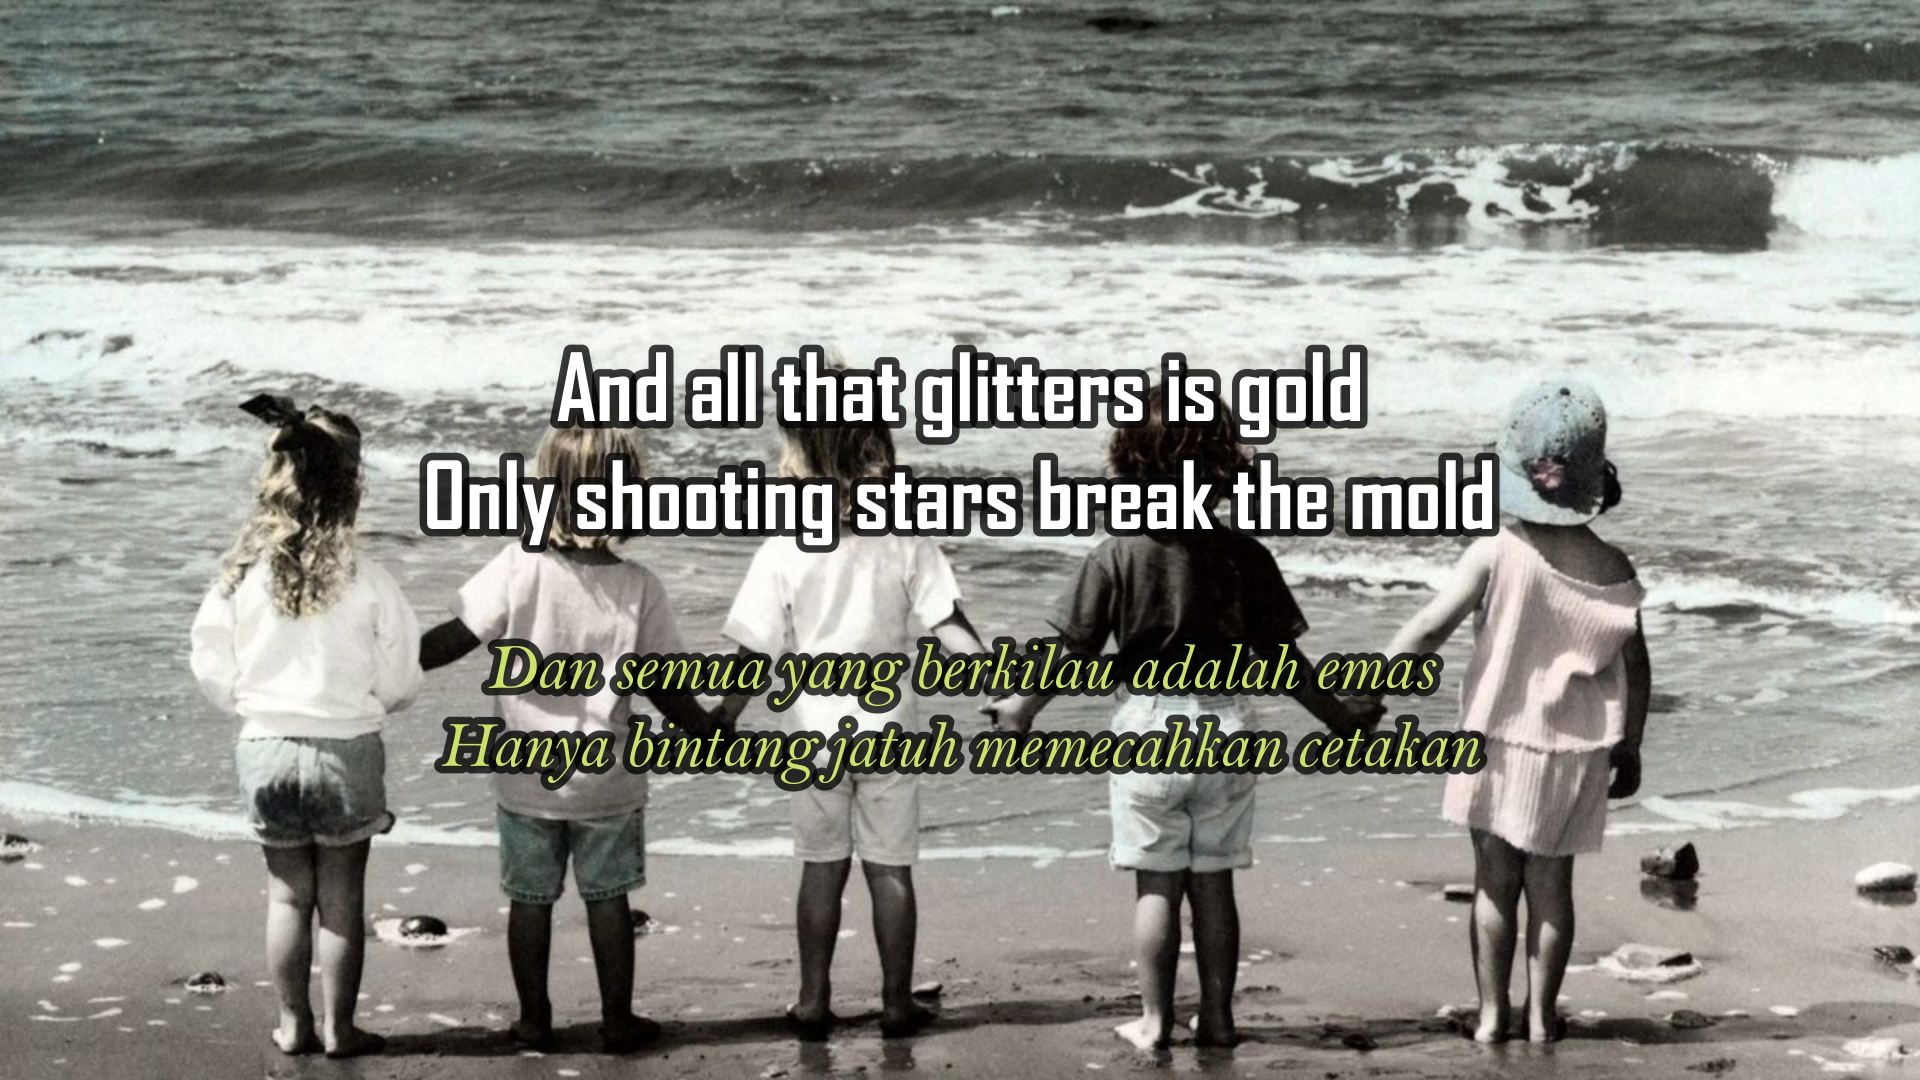 And all that glitters is gold
Only shooting stars break the mold
Dan semua yang berkilau adalah emas
Hanya bintang jatuh memecahkan cetakan